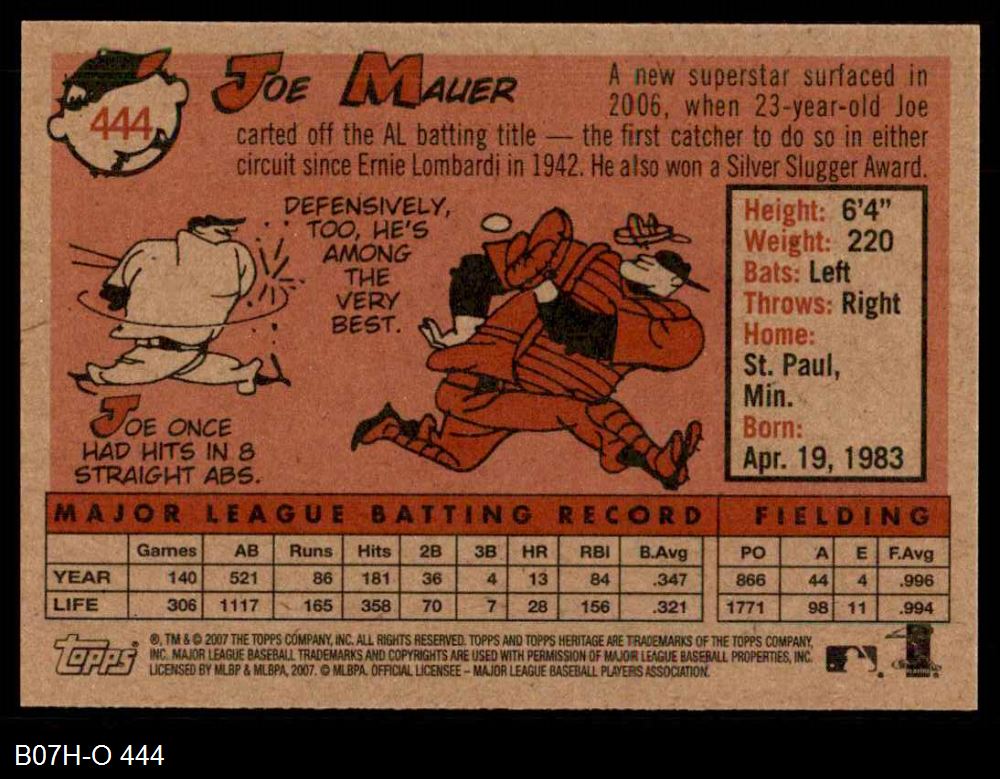 444
JOE MAUER
A new superstar surfaced in
2006, when 23-year-old Joe
carted off the AL batting title — the first catcher to do so in either
circuit since Ernie Lombardi in 1942. He also won a Silver Slugger Award.
DEFENSIVELY,
TOO, HE'S
AMONG
THE
VERY
BEST.
JOE ONCE
HAD HITS IN 8
STRAIGHT ABS.
Height: 6'4"
Weight: 220
Bats: Left
Throws: Right
Home:
St. Paul,
Min.
Born:
Apr. 19, 1983
MAJOR LEAGUE BATTING RECORD FIELDING
Games AB Runs Hits 2B 3B HR RBI B.Avg PO A E F.Avg
YEAR 140 521 86 181 36 4 13 84 .347 866 44 4 .996
LIFE 306 1117 165 358 70 7 28 156 .321 1771 98 11 .994
Topps
®, TM & © 2007 THE TOPPS COMPANY, INC. ALL RIGHTS RESERVED. TOPPS AND TOPPS HERITAGE ARE TRADEMARKS OF THE TOPPS COMPANY,
INC. MAJOR LEAGUE BASEBALL TRADEMARKS AND COPYRIGHTS ARE USED WITH PERMISSION OF MAJOR LEAGUE BASEBALL PROPERTIES, INC.
LICENSED BY MLBP & MLBPA, 2007. © MLBPA. OFFICIAL LICENSEE – MAJOR LEAGUE BASEBALL PLAYERS ASSOCIATION.
B07H-O 444